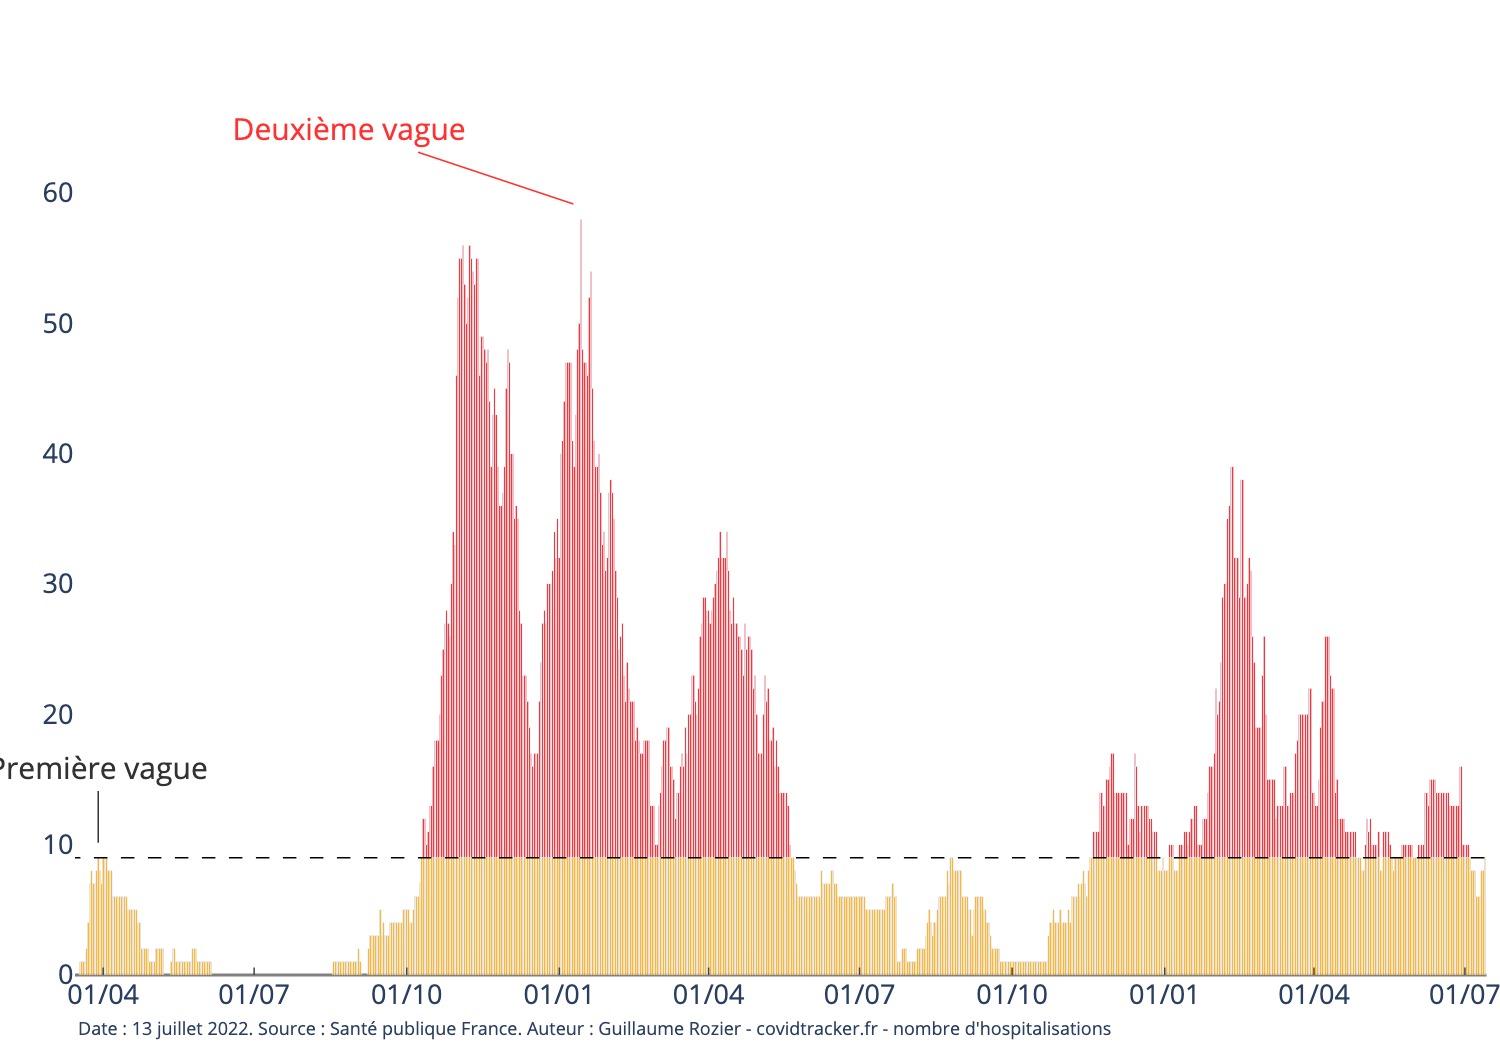 Deuxième vague
60
50
40
30
20
Première vague
10
0
01/04 01/07 01/10 01/01 01/04 01/07 01/10 01/01 01/04 01/07
Date : 13 juillet 2022. Source : Santé publique France. Auteur : Guillaume Rozier - covidtracker.fr - nombre d'hospitalisations